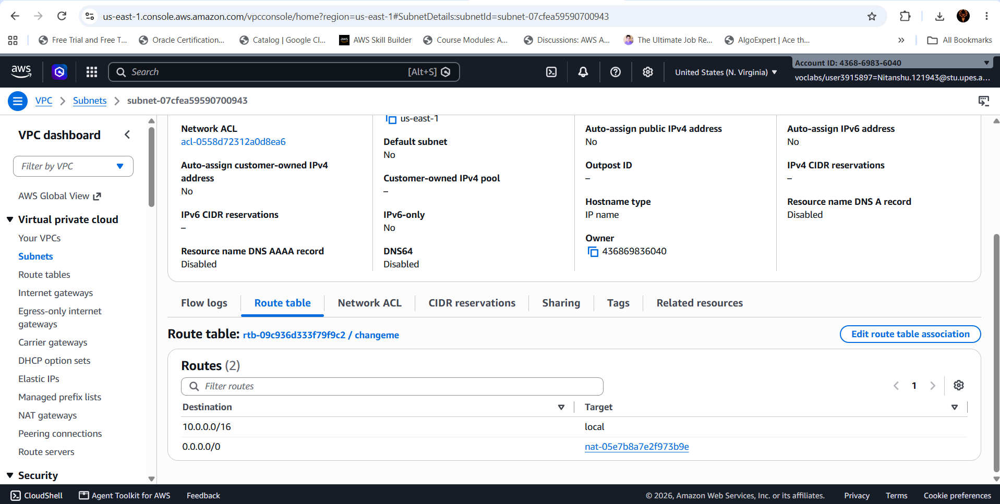 us-east-1.console.aws.amazon.com/vpcconsole/home?region=us-east-1#SubnetDetails:subnetId=subnet-07cfea59590700943
Free Trial and Free T...
Oracle Certification...
Catalog | Google Cl...
aws
AWS Skill Builder
Course Modules: A...
Discussions: AWS A...
The Ultimate Job Re...
AlgoExpert | Ace th...
»
All Bookmarks
aws
Search
[Alt+S]
United States (N. Virginia)
Account ID: 4368-6983-6040
voclabs/user3915897=Nitanshu.121943@stu.upes.a...
VPC
Subnets
subnet-07cfea59590700943
VPC dashboard
Filter by VPC
AWS Global View
Virtual private cloud
Your VPCs
Subnets
Route tables
Internet gateways
Egress-only internet
gateways
Carrier gateways
DHCP option sets
Elastic IPs
Managed prefix lists
NAT gateways
Peering connections
Route servers
Security
Network ACL
acl-0558d72312a0d8ea6
Auto-assign customer-owned IPv4
address
No
IPv6 CIDR reservations
–
Resource name DNS AAAA record
Disabled
us-east-1
Default subnet
No
Customer-owned IPv4 pool
–
IPv6-only
No
DNS64
Disabled
Auto-assign public IPv4 address
No
Outpost ID
–
Hostname type
IP name
Owner
436869836040
Auto-assign IPv6 address
No
IPv4 CIDR reservations
–
Resource name DNS A record
Disabled
Flow logs
Route table
Network ACL
CIDR reservations
Sharing
Tags
Related resources
Route table: rtb-09c936d333f79f9c2 / changeme
Edit route table association
Routes (2)
Filter routes
1
Destination
Target
10.0.0.0/16
local
0.0.0.0/0
nat-05e7b8a7e2f973b9e
CloudShell
Agent Toolkit for AWS
Feedback
© 2026, Amazon Web Services, Inc. or its affiliates.
Privacy
Terms
Cookie preferences